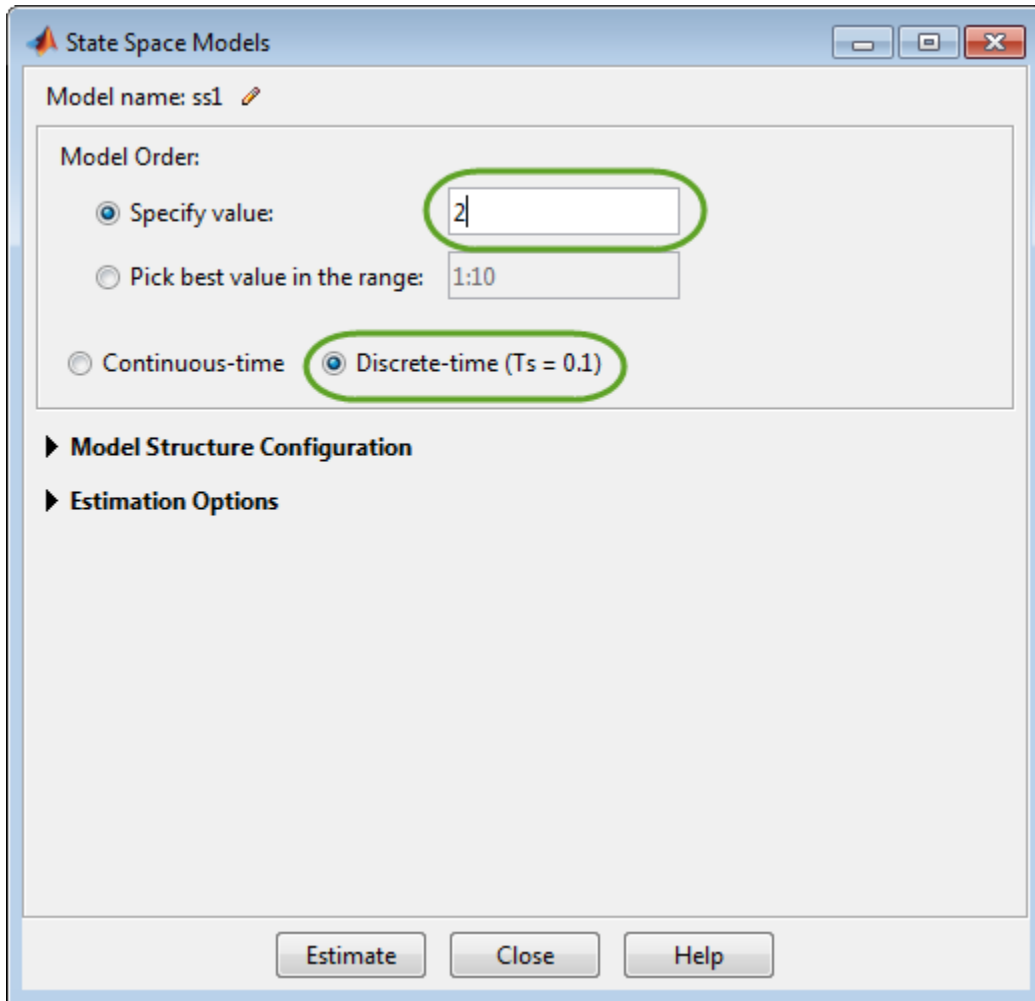 State Space Models
Model name: ss1
Model Order:
Specify value: 2
Pick best value in the range: 1:10
Continuous-time Discrete-time (Ts = 0.1)
Model Structure Configuration
Estimation Options
Estimate Close Help